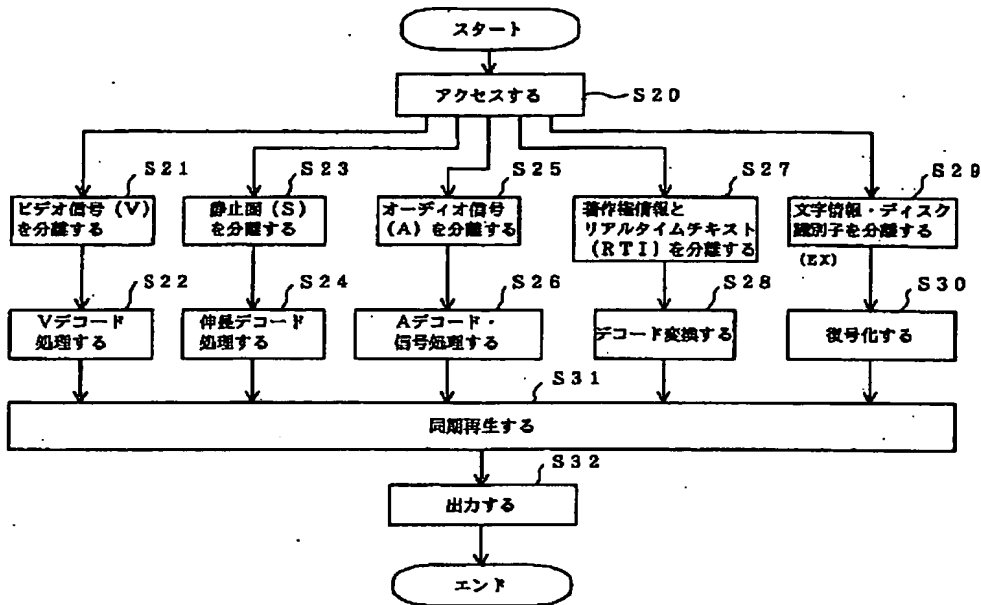 スタート
アクセスする
S20
S21
S23
S25
S27
S29
ビデオ信号(V)
を分離する
静止画(S)
を分離する
オーディオ信号
(A)を分離する
著作権情報と
リアルタイムテキスト
(RTI)を分離する
文字情報・ディスク
識別子を分離する
(EX)
S22
S24
S26
S28
S30
Vデコード
処理する
伸長デコード
処理する
Aデコード・
信号処理する
デコード変換する
復号化する
S31
同期再生する
S32
出力する
エンド